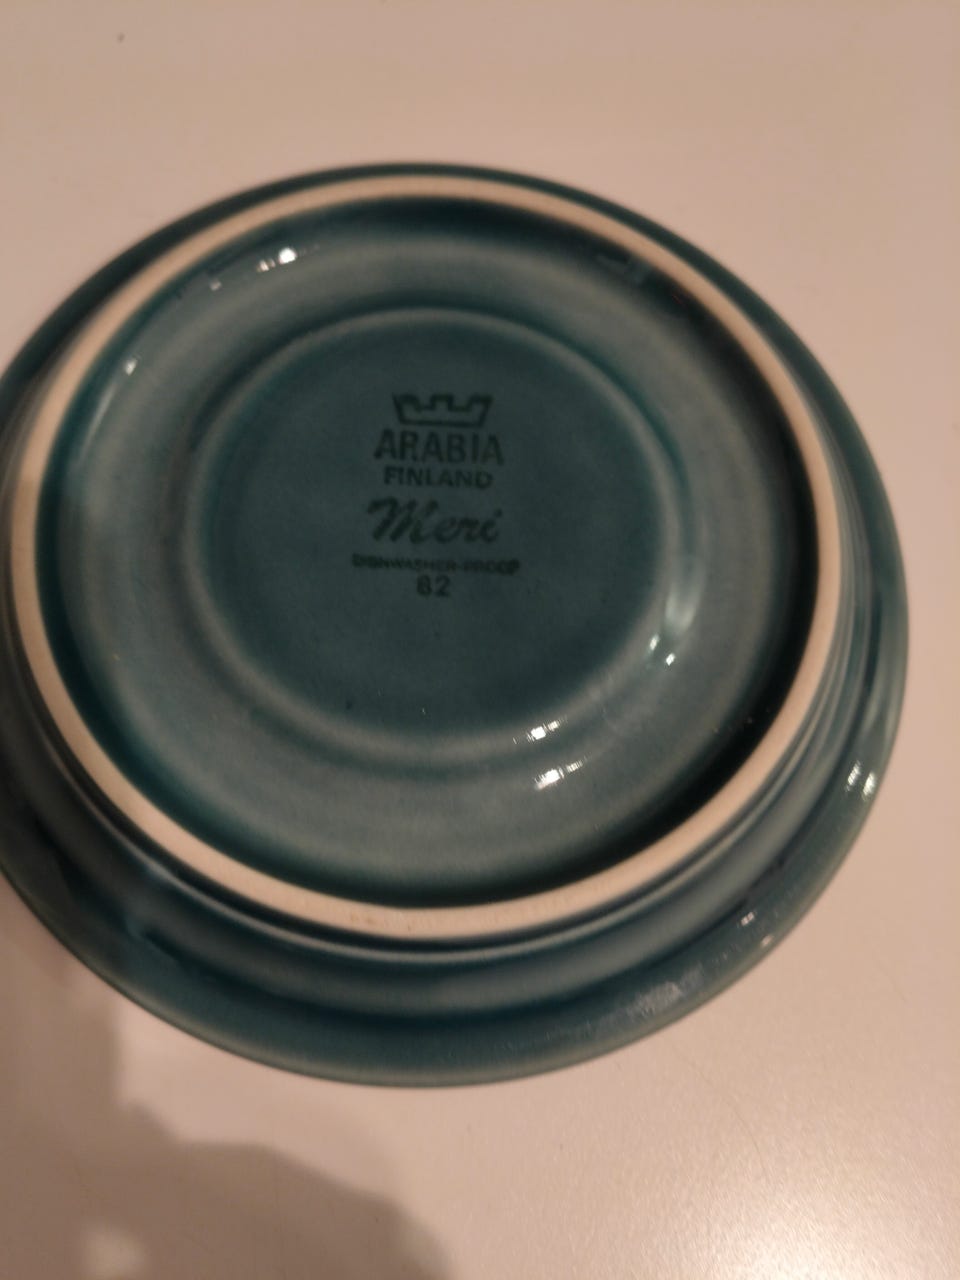 ARABIA
FINLAND
Meri
DISHWASHER-PROOF
82